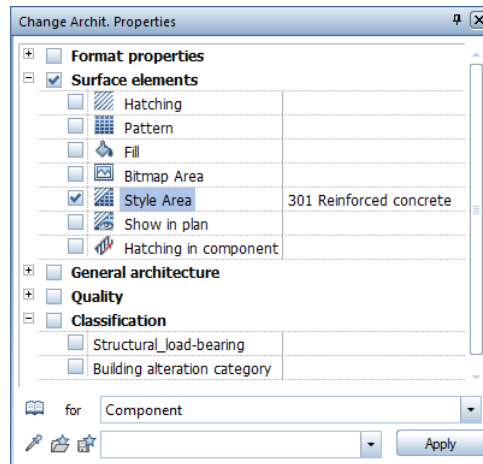 Change Archit. Properties
Format properties
Surface elements
Hatching
Pattern
Fill
Bitmap Area
Style Area 301 Reinforced concrete
Show in plan
Hatching in component
General architecture
Quality
Classification
Structural_load-bearing
Building alteration category
for Component
Apply